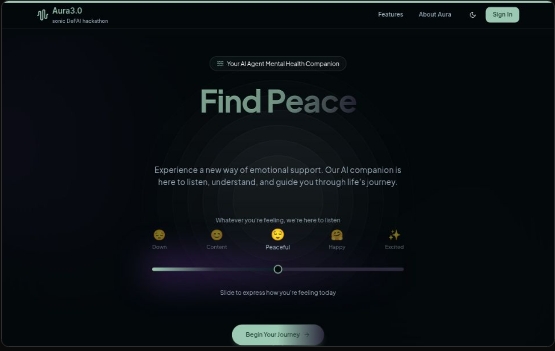 Aura3.0
sonic DeFAI hackathon
Features
About Aura
Sign In
Your AI Agent Mental Health Companion
Find Peace
Experience a new way of emotional support. Our AI companion is
here to listen, understand, and guide you through life's journey.
Whatever you're feeling, we're here to listen
Down
Content
Peaceful
Happy
Excited
Slide to express how you're feeling today
Begin Your Journey →